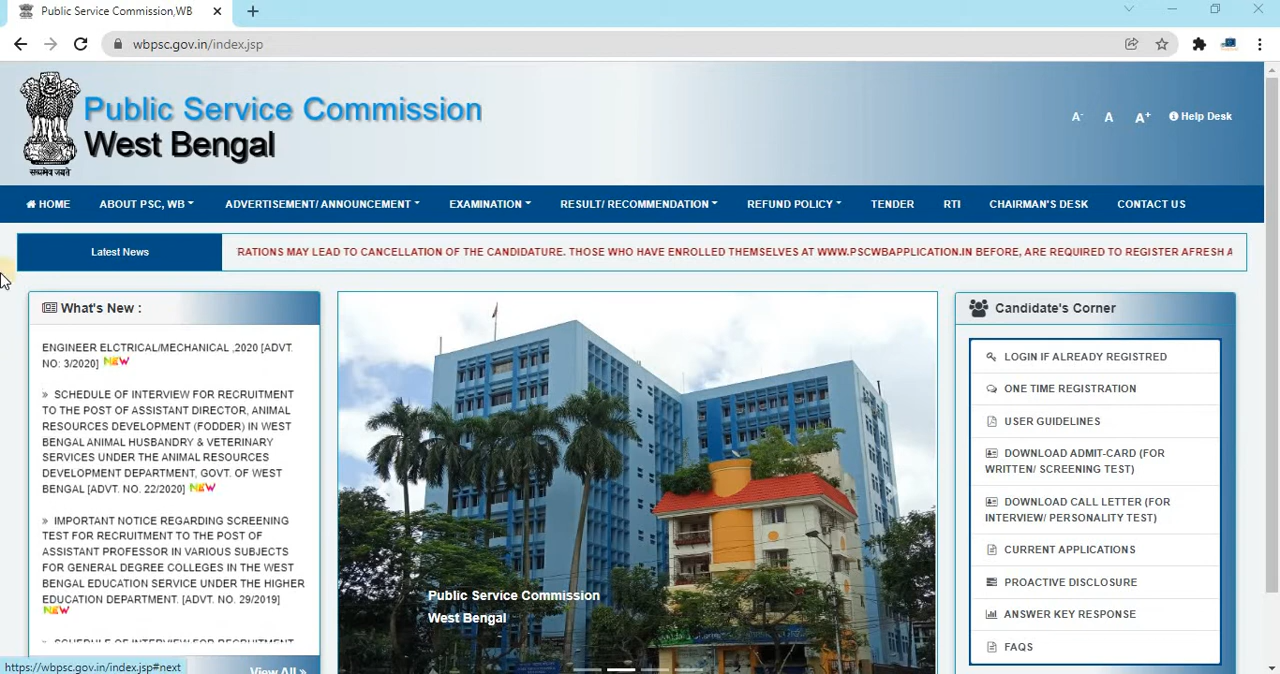 Public Service Commission,WB
wbpsc.gov.in/index.jsp
सत्यमेव जयते
Public Service Commission
West Bengal
A- A A+ Help Desk
HOME ABOUT PSC, WB ADVERTISEMENT/ ANNOUNCEMENT EXAMINATION RESULT/ RECOMMENDATION REFUND POLICY TENDER RTI CHAIRMAN'S DESK CONTACT US
Latest News
RATIONS MAY LEAD TO CANCELLATION OF THE CANDIDATURE. THOSE WHO HAVE ENROLLED THEMSELVES AT WWW.PSCWBAPPLICATION.IN BEFORE, ARE REQUIRED TO REGISTER AFRESH
What's New :
ENGINEER ELCTRICAL/MECHANICAL ,2020 [ADVT.
NO: 3/2020] NEW
» SCHEDULE OF INTERVIEW FOR RECRUITMENT
TO THE POST OF ASSISTANT DIRECTOR, ANIMAL
RESOURCES DEVELOPMENT (FODDER) IN WEST
BENGAL ANIMAL HUSBANDRY & VETERINARY
SERVICES UNDER THE ANIMAL RESOURCES
DEVELOPMENT DEPARTMENT, GOVT. OF WEST
BENGAL [ADVT. NO. 22/2020] NEW
» IMPORTANT NOTICE REGARDING SCREENING
TEST FOR RECRUITMENT TO THE POST OF
ASSISTANT PROFESSOR IN VARIOUS SUBJECTS
FOR GENERAL DEGREE COLLEGES IN THE WEST
BENGAL EDUCATION SERVICE UNDER THE HIGHER
EDUCATION DEPARTMENT. [ADVT. NO. 29/2019]
NEW
» SCHEDULE OF INTERVIEW FOR RECRUITMENT
View All »
https://wbpsc.gov.in/index.jsp#next
Public Service Commission
West Bengal
Candidate's Corner
LOGIN IF ALREADY REGISTRED
ONE TIME REGISTRATION
USER GUIDELINES
DOWNLOAD ADMIT-CARD (FOR
WRITTEN/ SCREENING TEST)
DOWNLOAD CALL LETTER (FOR
INTERVIEW/ PERSONALITY TEST)
CURRENT APPLICATIONS
PROACTIVE DISCLOSURE
ANSWER KEY RESPONSE
FAQS